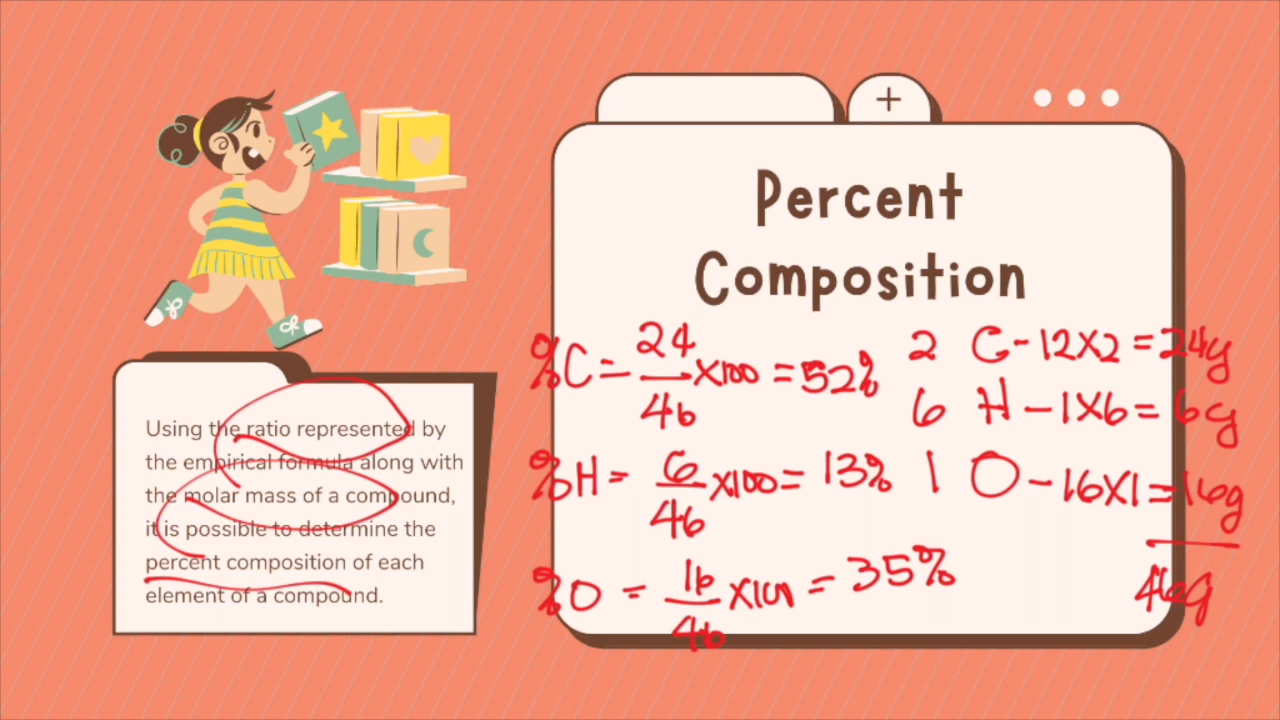 Percent
Composition
%C = 24/46 x100 = 52%
2 C - 12x2 = 24g
6 H - 1x6 = 6g
%H = 6/46 x100 = 13%
1 O - 16x1 = 16g
46g
%O = 16/46 x100 = 35%
Using the ratio represented by
the empirical formula along with
the molar mass of a compound,
it is possible to determine the
percent composition of each
element of a compound.